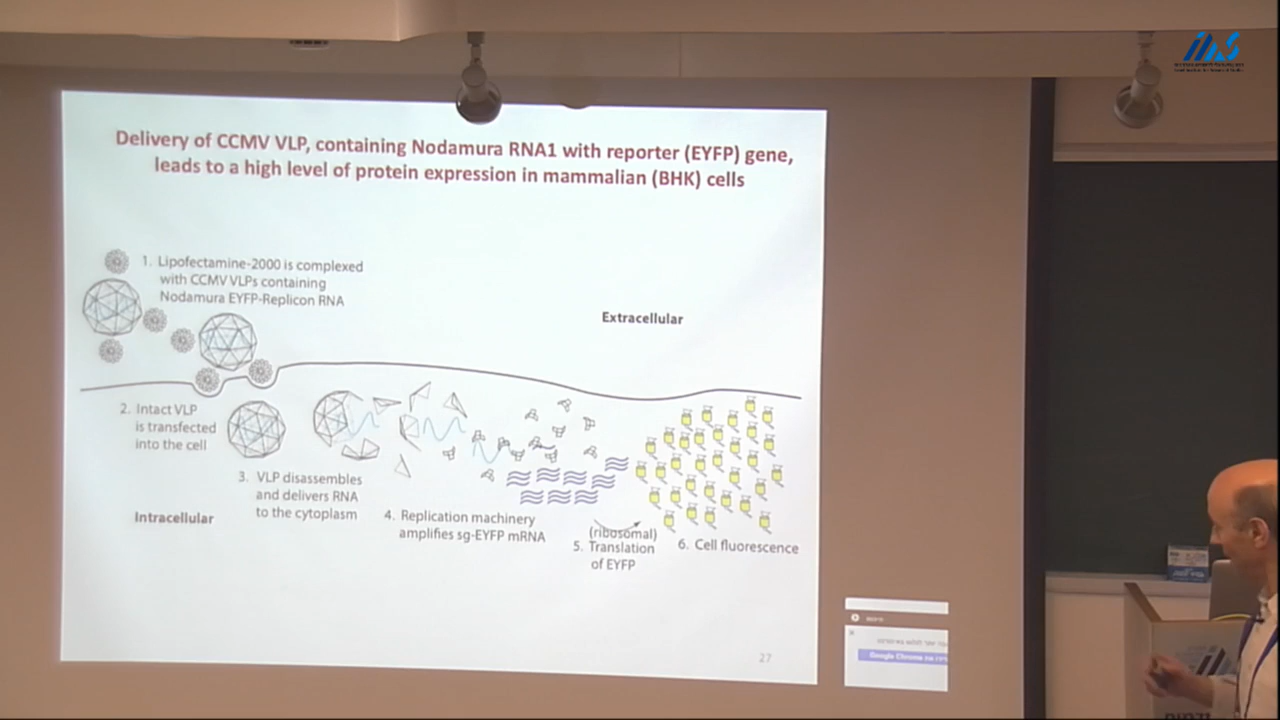 Delivery of CCMV VLP, containing Nodamura RNA1 with reporter (EYFP) gene,
leads to a high level of protein expression in mammalian (BHK) cells
1. Lipofectamine-2000 is complexed
with CCMV VLPs containing
Nodamura EYFP-Replicon RNA
Extracellular
2. Intact VLP
is transfected
into the cell
3. VLP disassembles
and delivers RNA
to the cytoplasm
Intracellular
4. Replication machinery
amplifies sg-EYFP mRNA
(ribosomal)
5. Translation
of EYFP
6. Cell fluorescence
27
Google Chrome